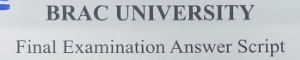 BRAC UNIVERSITY
Final Examination Answer Script